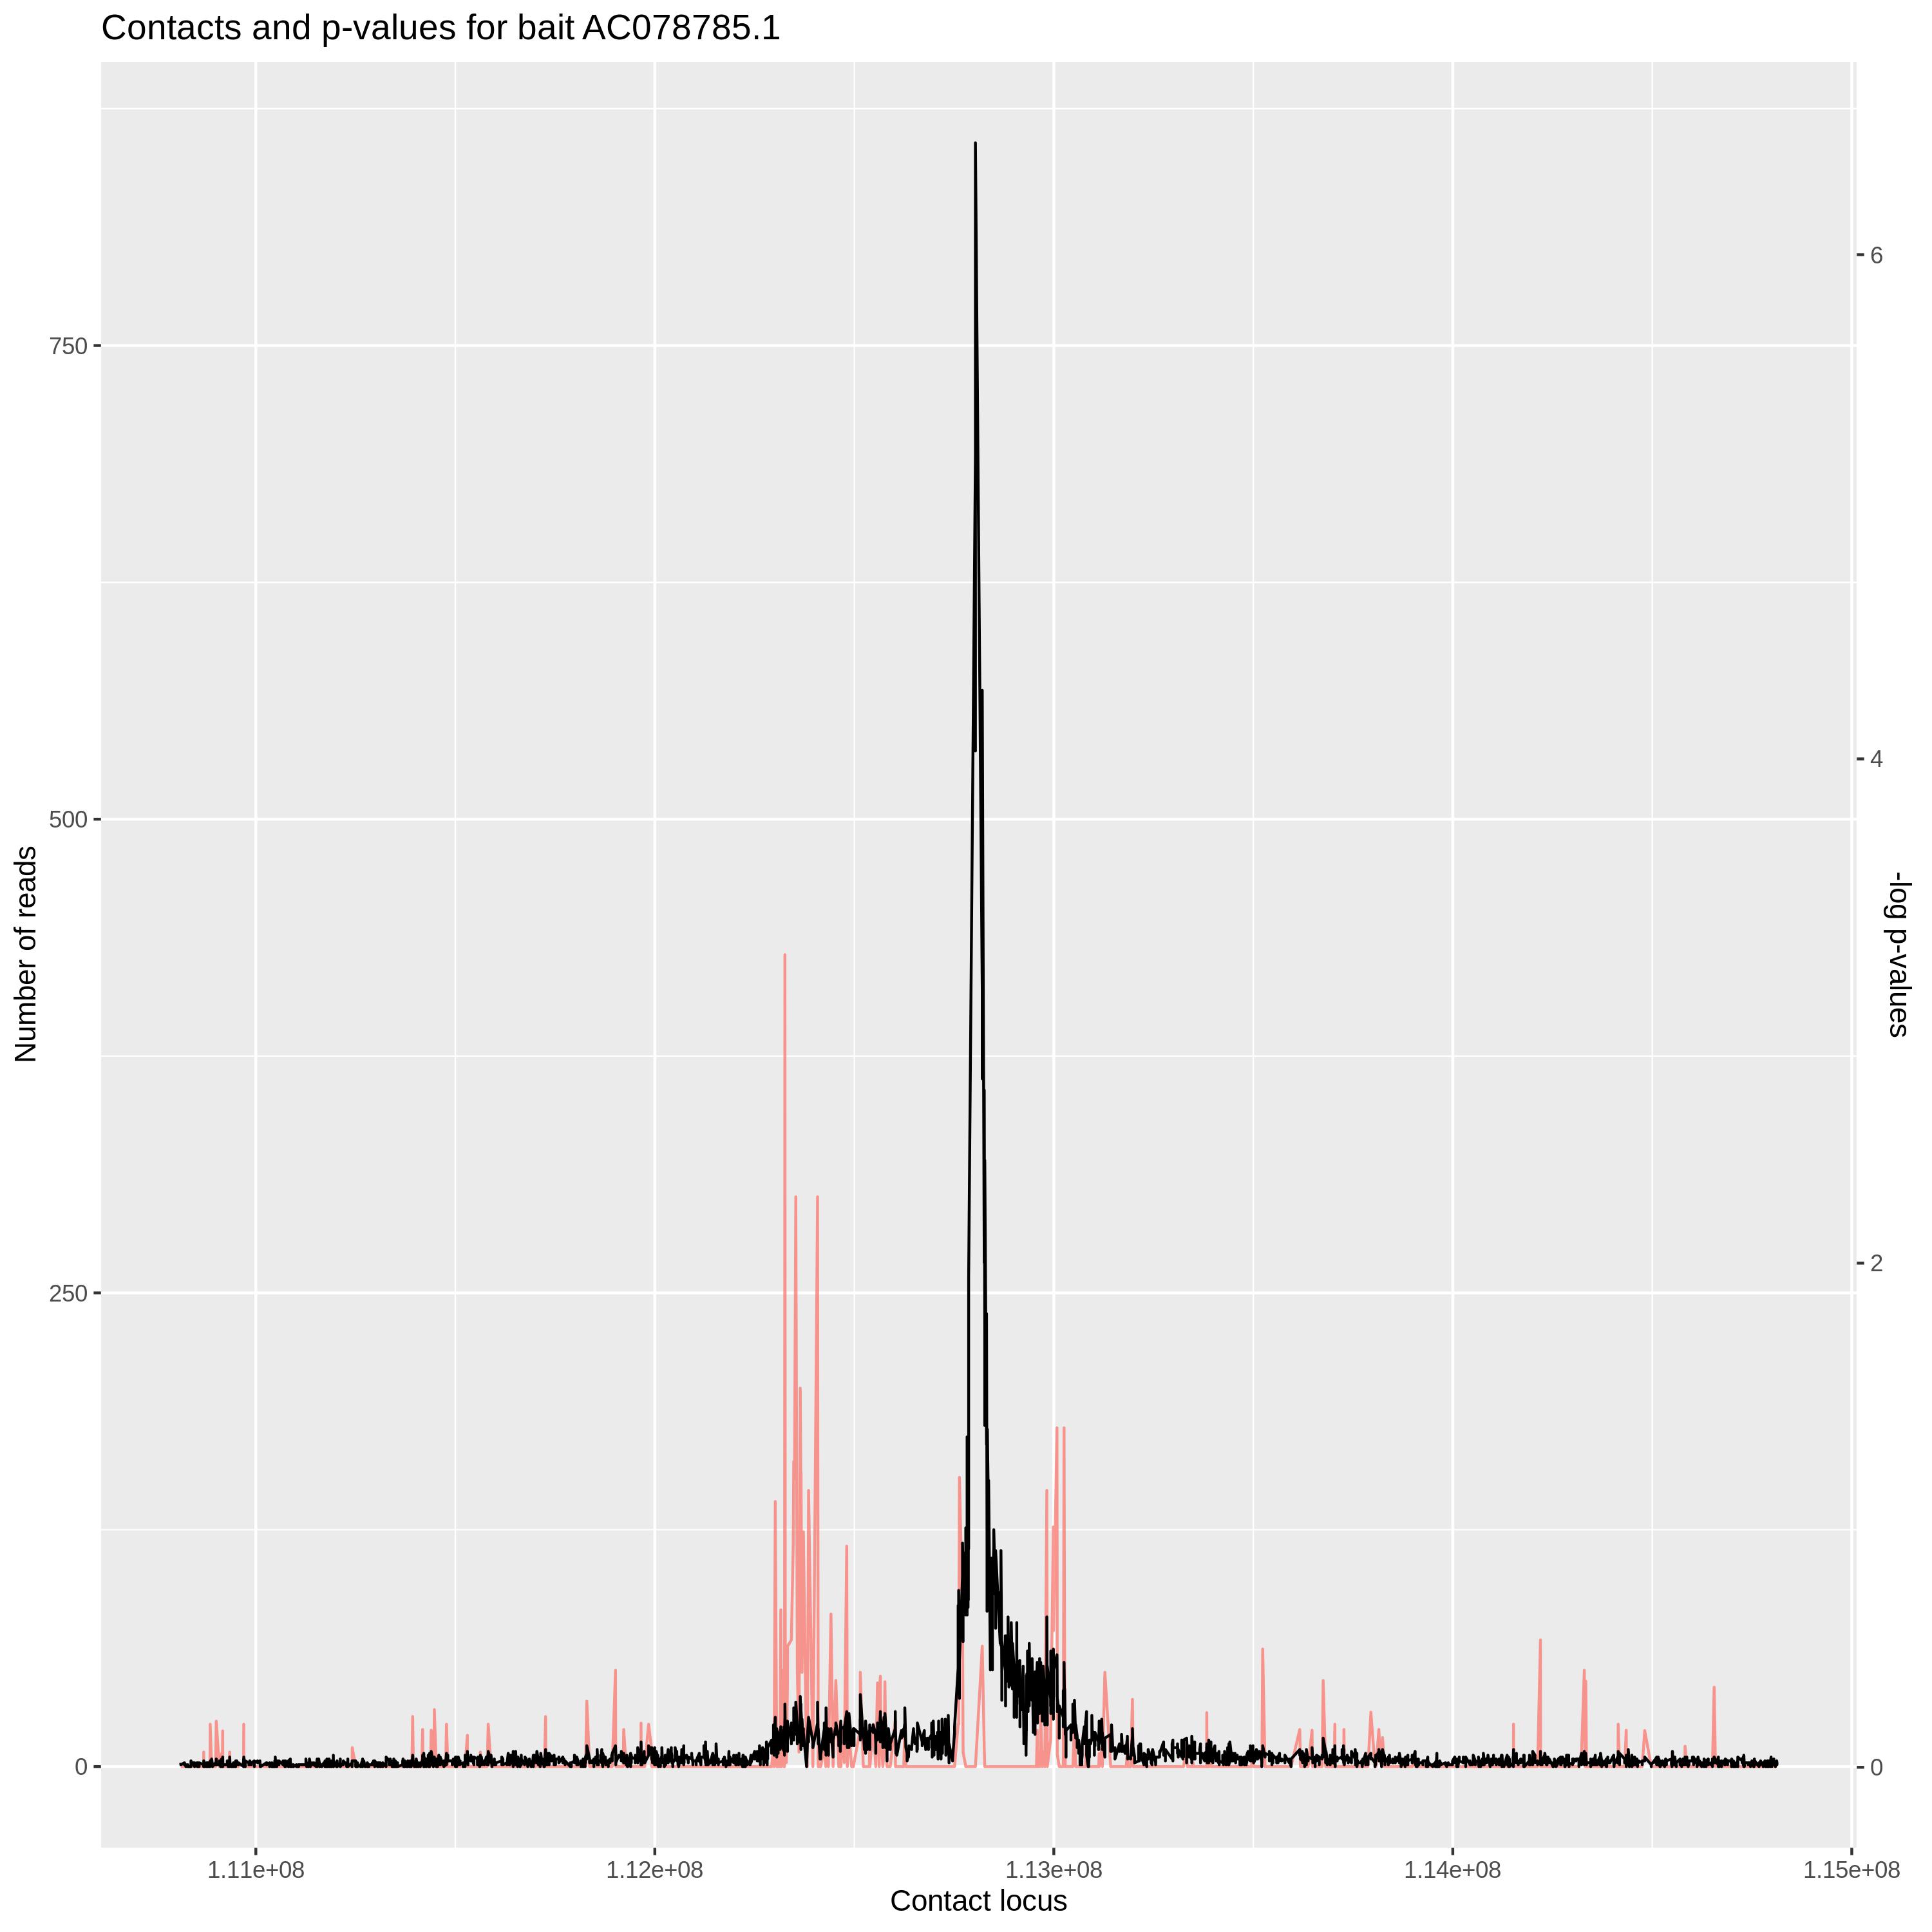 Contacts and p-values for bait AC078785.1
Number of reads
750
500
250
0
6
4
2
0
-log p-values
1.11e+08 1.12e+08 1.13e+08 1.14e+08 1.15e+08
Contact locus